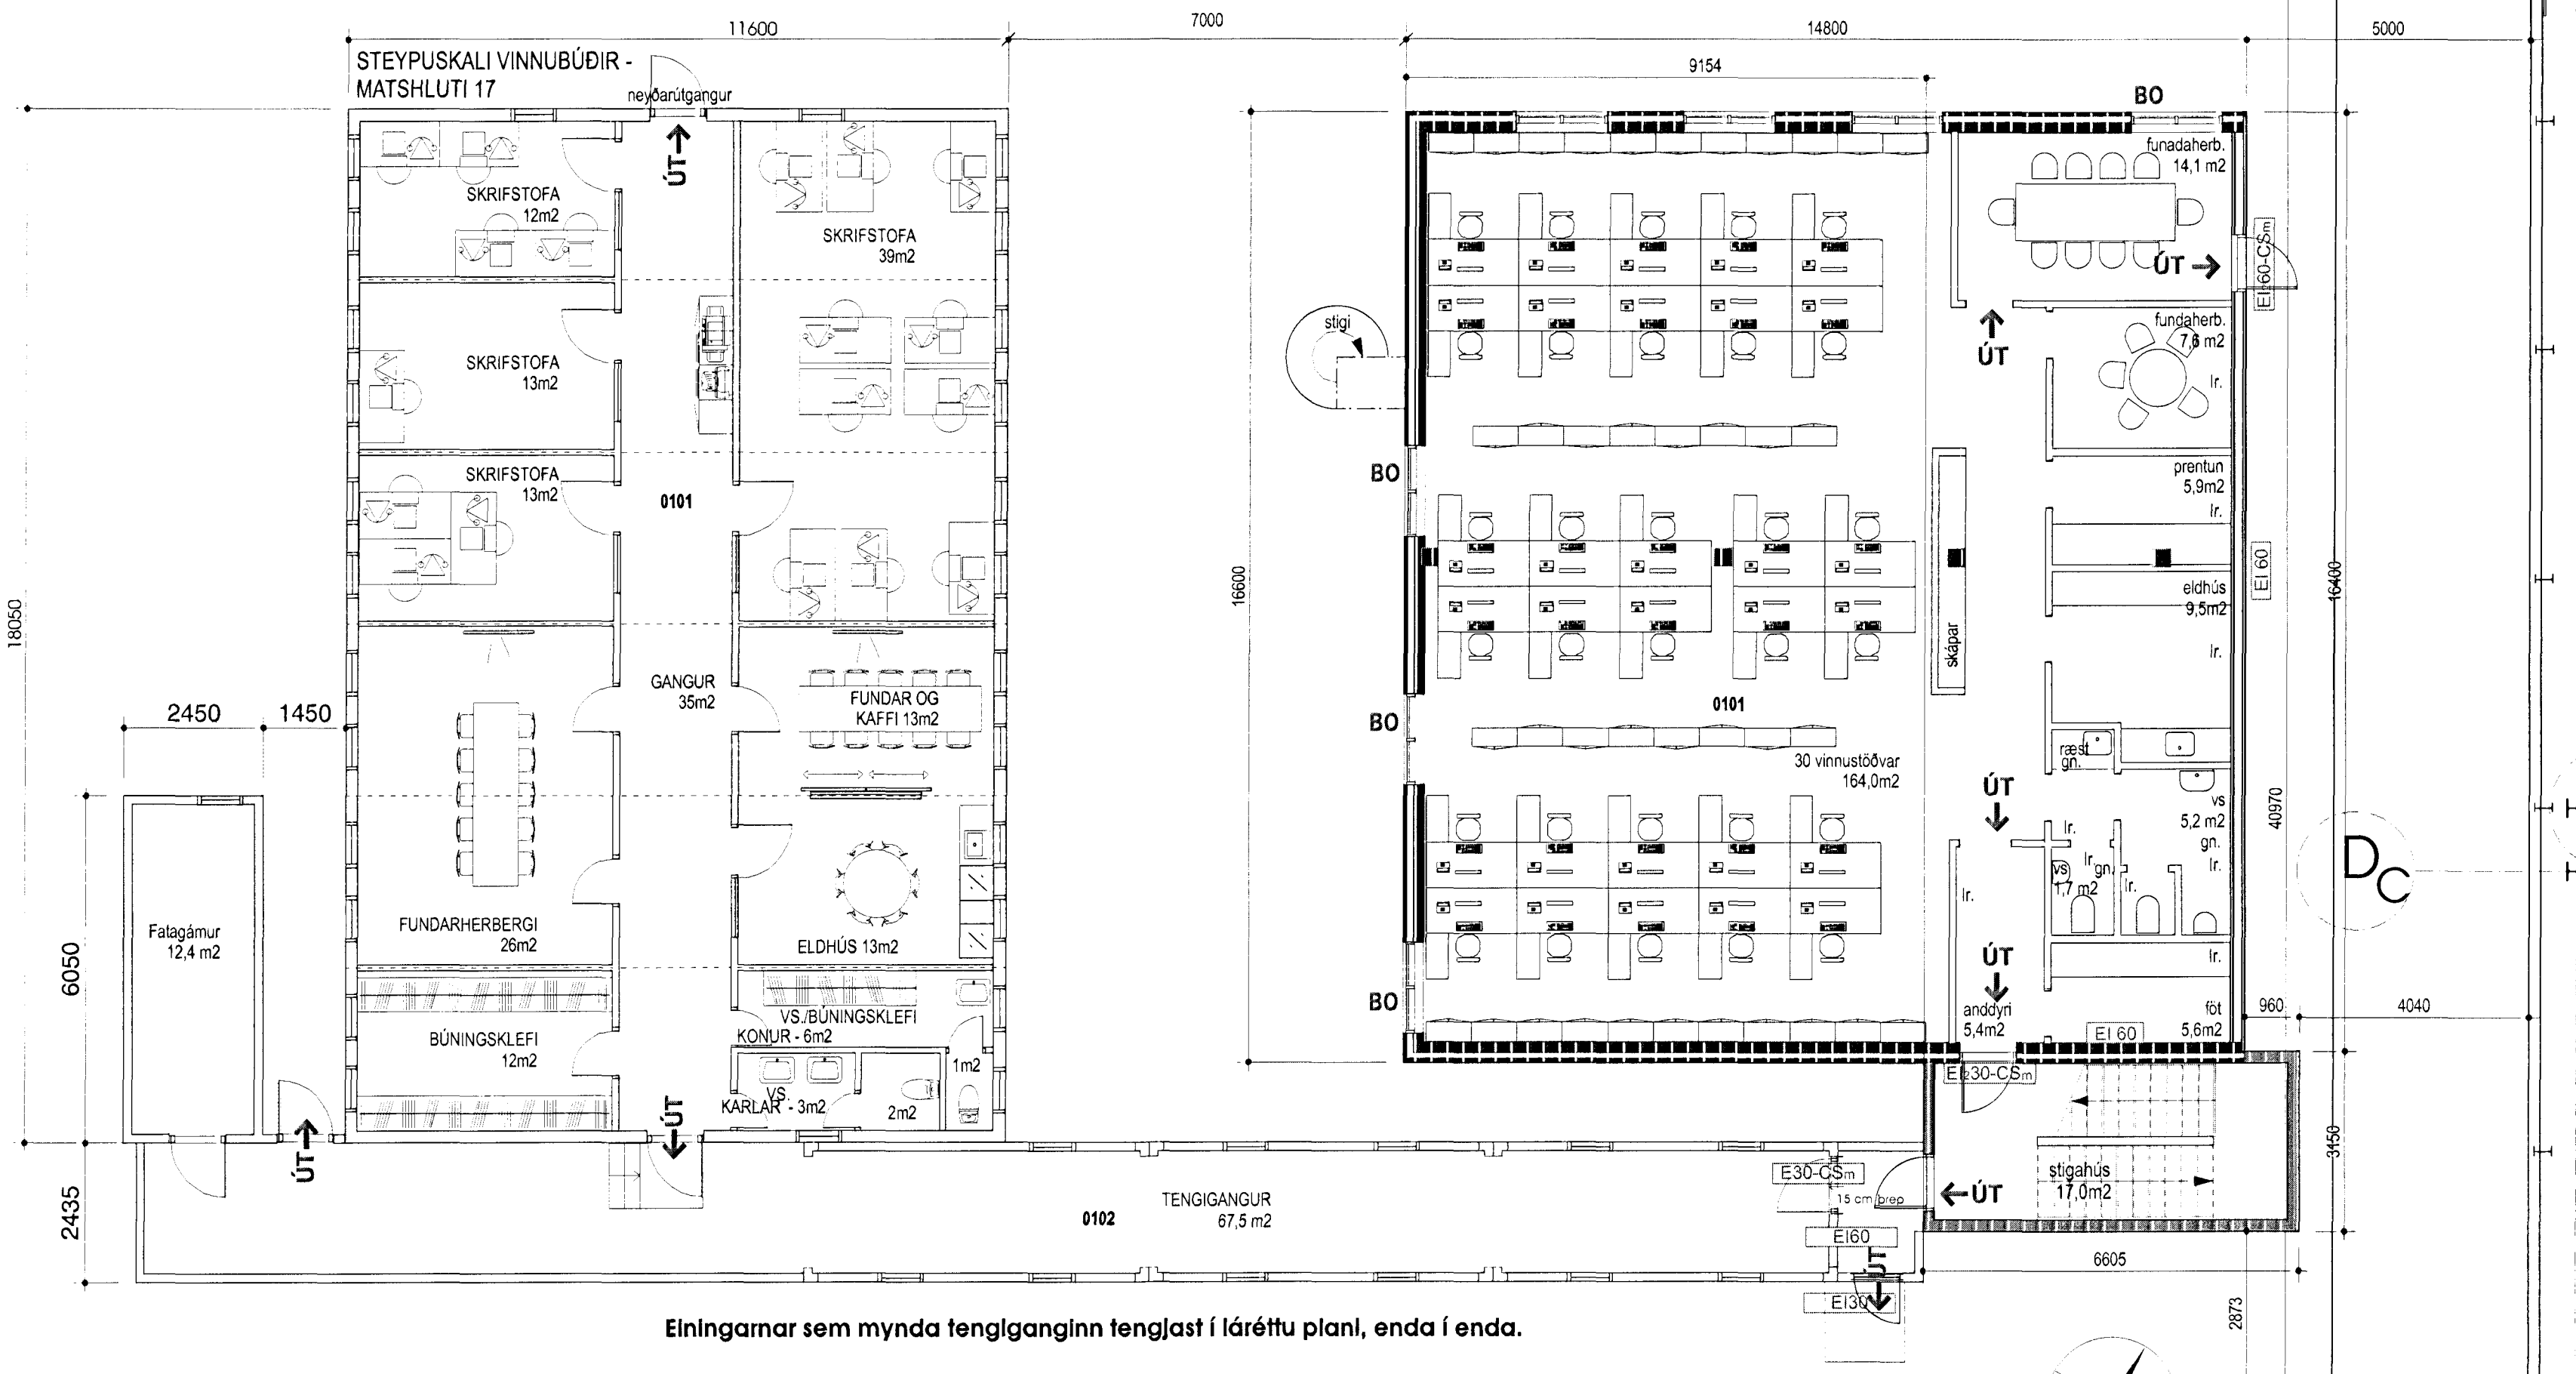 11600
7000
14800
5000
9154
STEYPUSKALI VINNUBÚÐIR -
MATSHLUTI 17
neyðarútgangur
ÚT
SKRIFSTOFA
12m2
SKRIFSTOFA
39m2
SKRIFSTOFA
13m2
SKRIFSTOFA
13m2
0101
GANGUR
35m2
FUNDAR OG
KAFFI 13m2
FUNDARHERBERGI
26m2
ELDHÚS 13m2
BÚNINGSKLEFI
12m2
VS./BÚNINGSKLEFI
KONUR - 6m2
1m2
VS.
KARLAR - 3m2
2m2
ÚT
ÚT
18050
2450
1450
6050
2435
Fatagámur
12,4 m2
TENGIGANGUR
67,5 m2
0102
E30-CSm
15 cm þrep
EI60
ÚT
EI30
Einingarnar sem mynda tengiganginn tengjast í láréttu plani, enda í enda.
stigi
16600
BO
BO
BO
BO
funadaherb.
14,1 m2
ÚT
EI260-CSm
ÚT
fundaherb.
7,6 m2
lr.
prentun
5,9m2
lr.
eldhús
9,5m2
lr.
EI 60
skápar
0101
30 vinnustöðvar
164,0m2
ræst
gn.
ÚT
vs
5,2 m2
gn.
lr.
lr.
lr.
gn.
vs
1,7 m2
lr.
lr.
lr.
ÚT
anddyri
5,4m2
föt
5,6m2
EI 60
EI230-CSm
stigahús
17,0m2
ÚT
16400
40970
960
4040
3450
6605
2873
DC